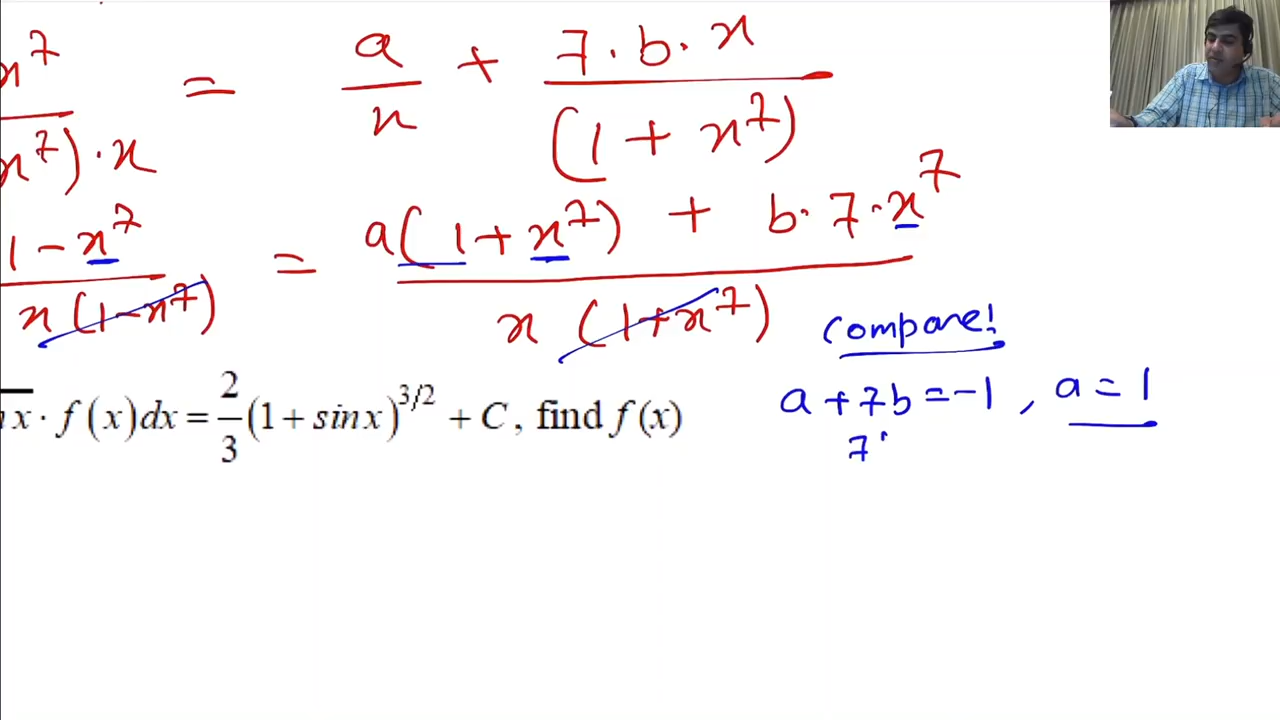 x⁷ = a/x + 7·b·x/(1 + x⁷)
x⁷)·x
1 − x⁷/x(1−x⁷) = a(1 + x⁷) + b·7·x⁷/x(1+x⁷)
Compare!
x · f(x)dx = 2/3(1 + sinx)^3/2 + C, find f(x)
a + 7b = −1, a = 1
7